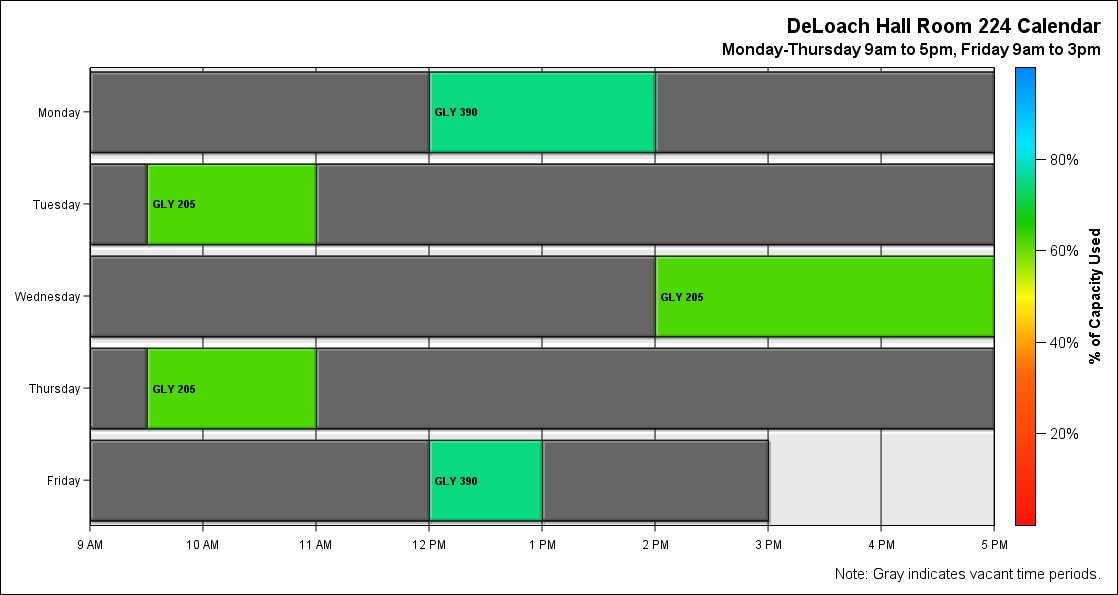 DeLoach Hall Room 224 Calendar
Monday-Thursday 9am to 5pm, Friday 9am to 3pm
Monday
GLY 390
Tuesday
GLY 205
Wednesday
GLY 205
Thursday
GLY 205
Friday
GLY 390
9 AM 10 AM 11 AM 12 PM 1 PM 2 PM 3 PM 4 PM 5 PM
80%
60%
40%
20%
% of Capacity Used
Note: Gray indicates vacant time periods.